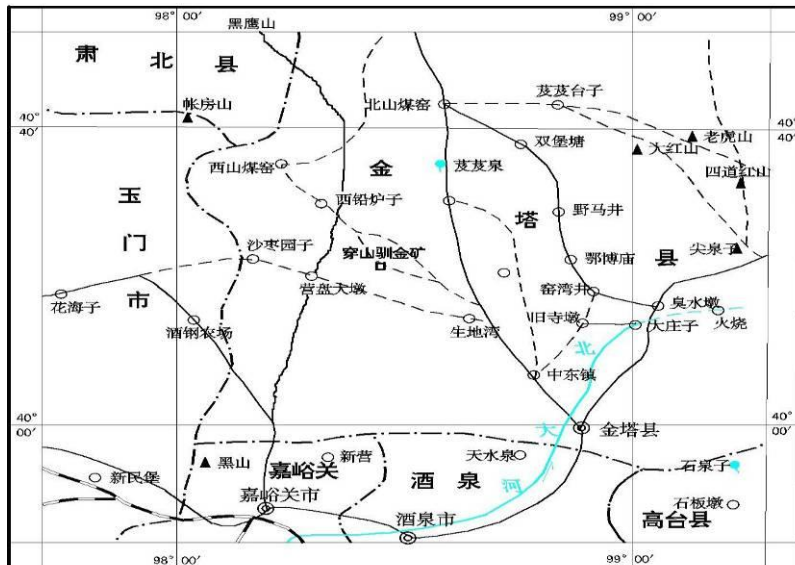 98° 00′
99° 00′
黑鹰山
肃北县
帐房山
北山煤窑
芨芨台子
40°
40′
40°
40′
双堡塘
老虎山
大红山
西山煤窑
金
芨芨泉
四道红山
玉
门
市
西铅炉子
塔
野马井
沙枣园子
穿山驯金矿
县
尖泉子
鄂博庙
花海子
营盘大墩
窑湾井
臭水墩
酒钢农场
生地湾
旧寺墩
大庄子
火烧
北
中东镇
40°
00′
大
金塔县
40°
00′
黑山
新营
天水泉
石泉子
新民堡
嘉峪关
酒泉
河
嘉峪关市
石板墩
酒泉市
高台县
98° 00′
99° 00′